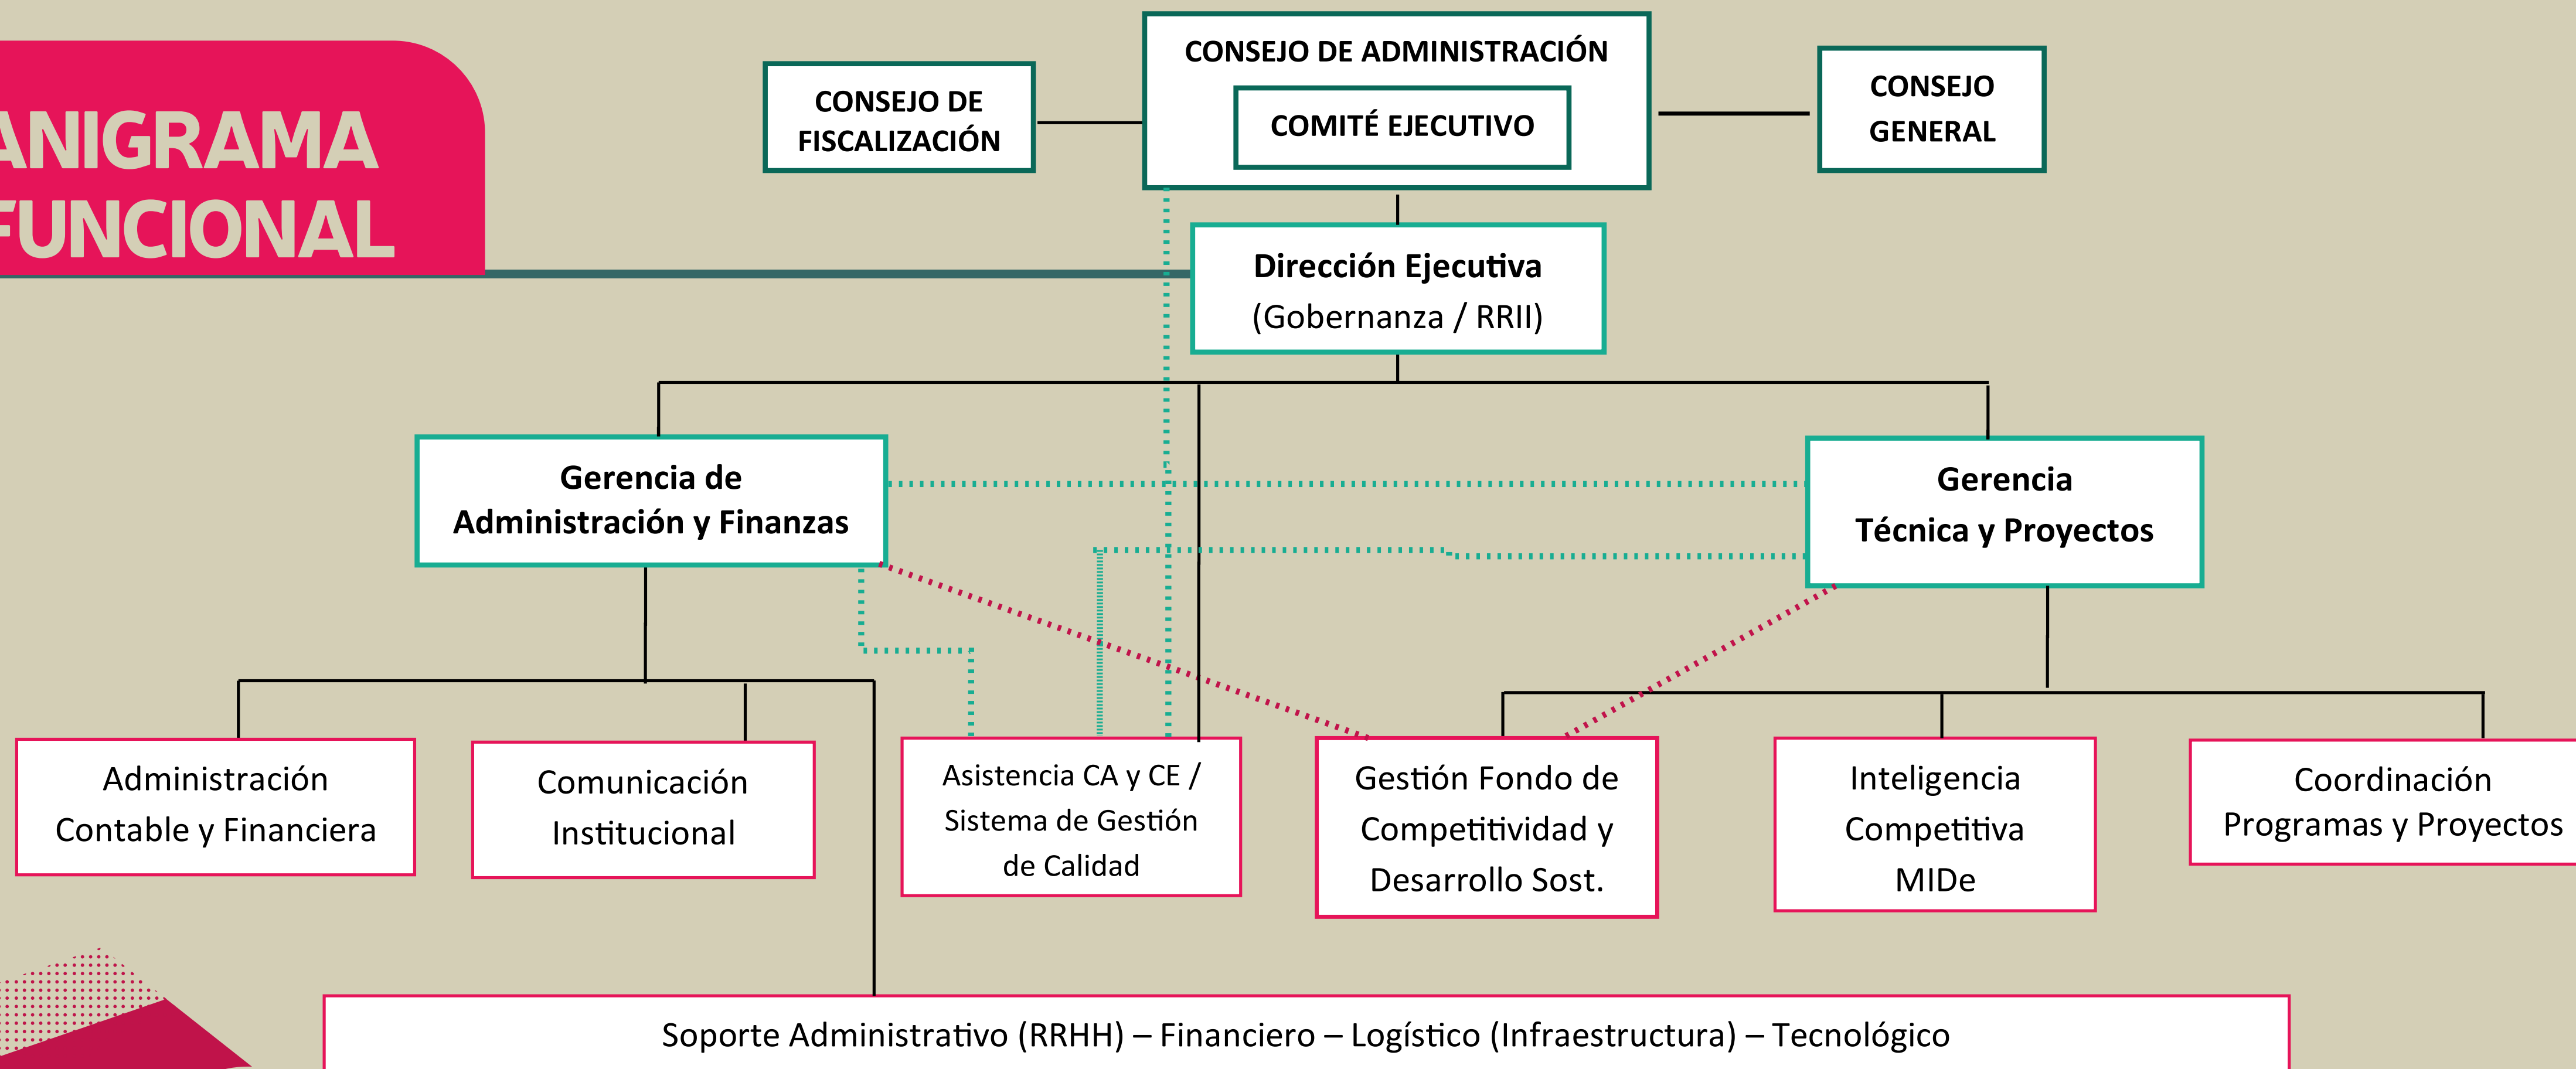 ANIGRAMA
FUNCIONAL
CONSEJO DE
FISCALIZACIÓN
CONSEJO DE ADMINISTRACIÓN
COMITÉ EJECUTIVO
CONSEJO
GENERAL
Dirección Ejecutiva
(Gobernanza / RRII)
Gerencia de
Administración y Finanzas
Gerencia
Técnica y Proyectos
Administración
Contable y Financiera
Comunicación
Institucional
Asistencia CA y CE /
Sistema de Gestión
de Calidad
Gestión Fondo de
Competitividad y
Desarrollo Sost.
Inteligencia
Competitiva
MIDe
Coordinación
Programas y Proyectos
Soporte Administrativo (RRHH) – Financiero – Logístico (Infraestructura) – Tecnológico